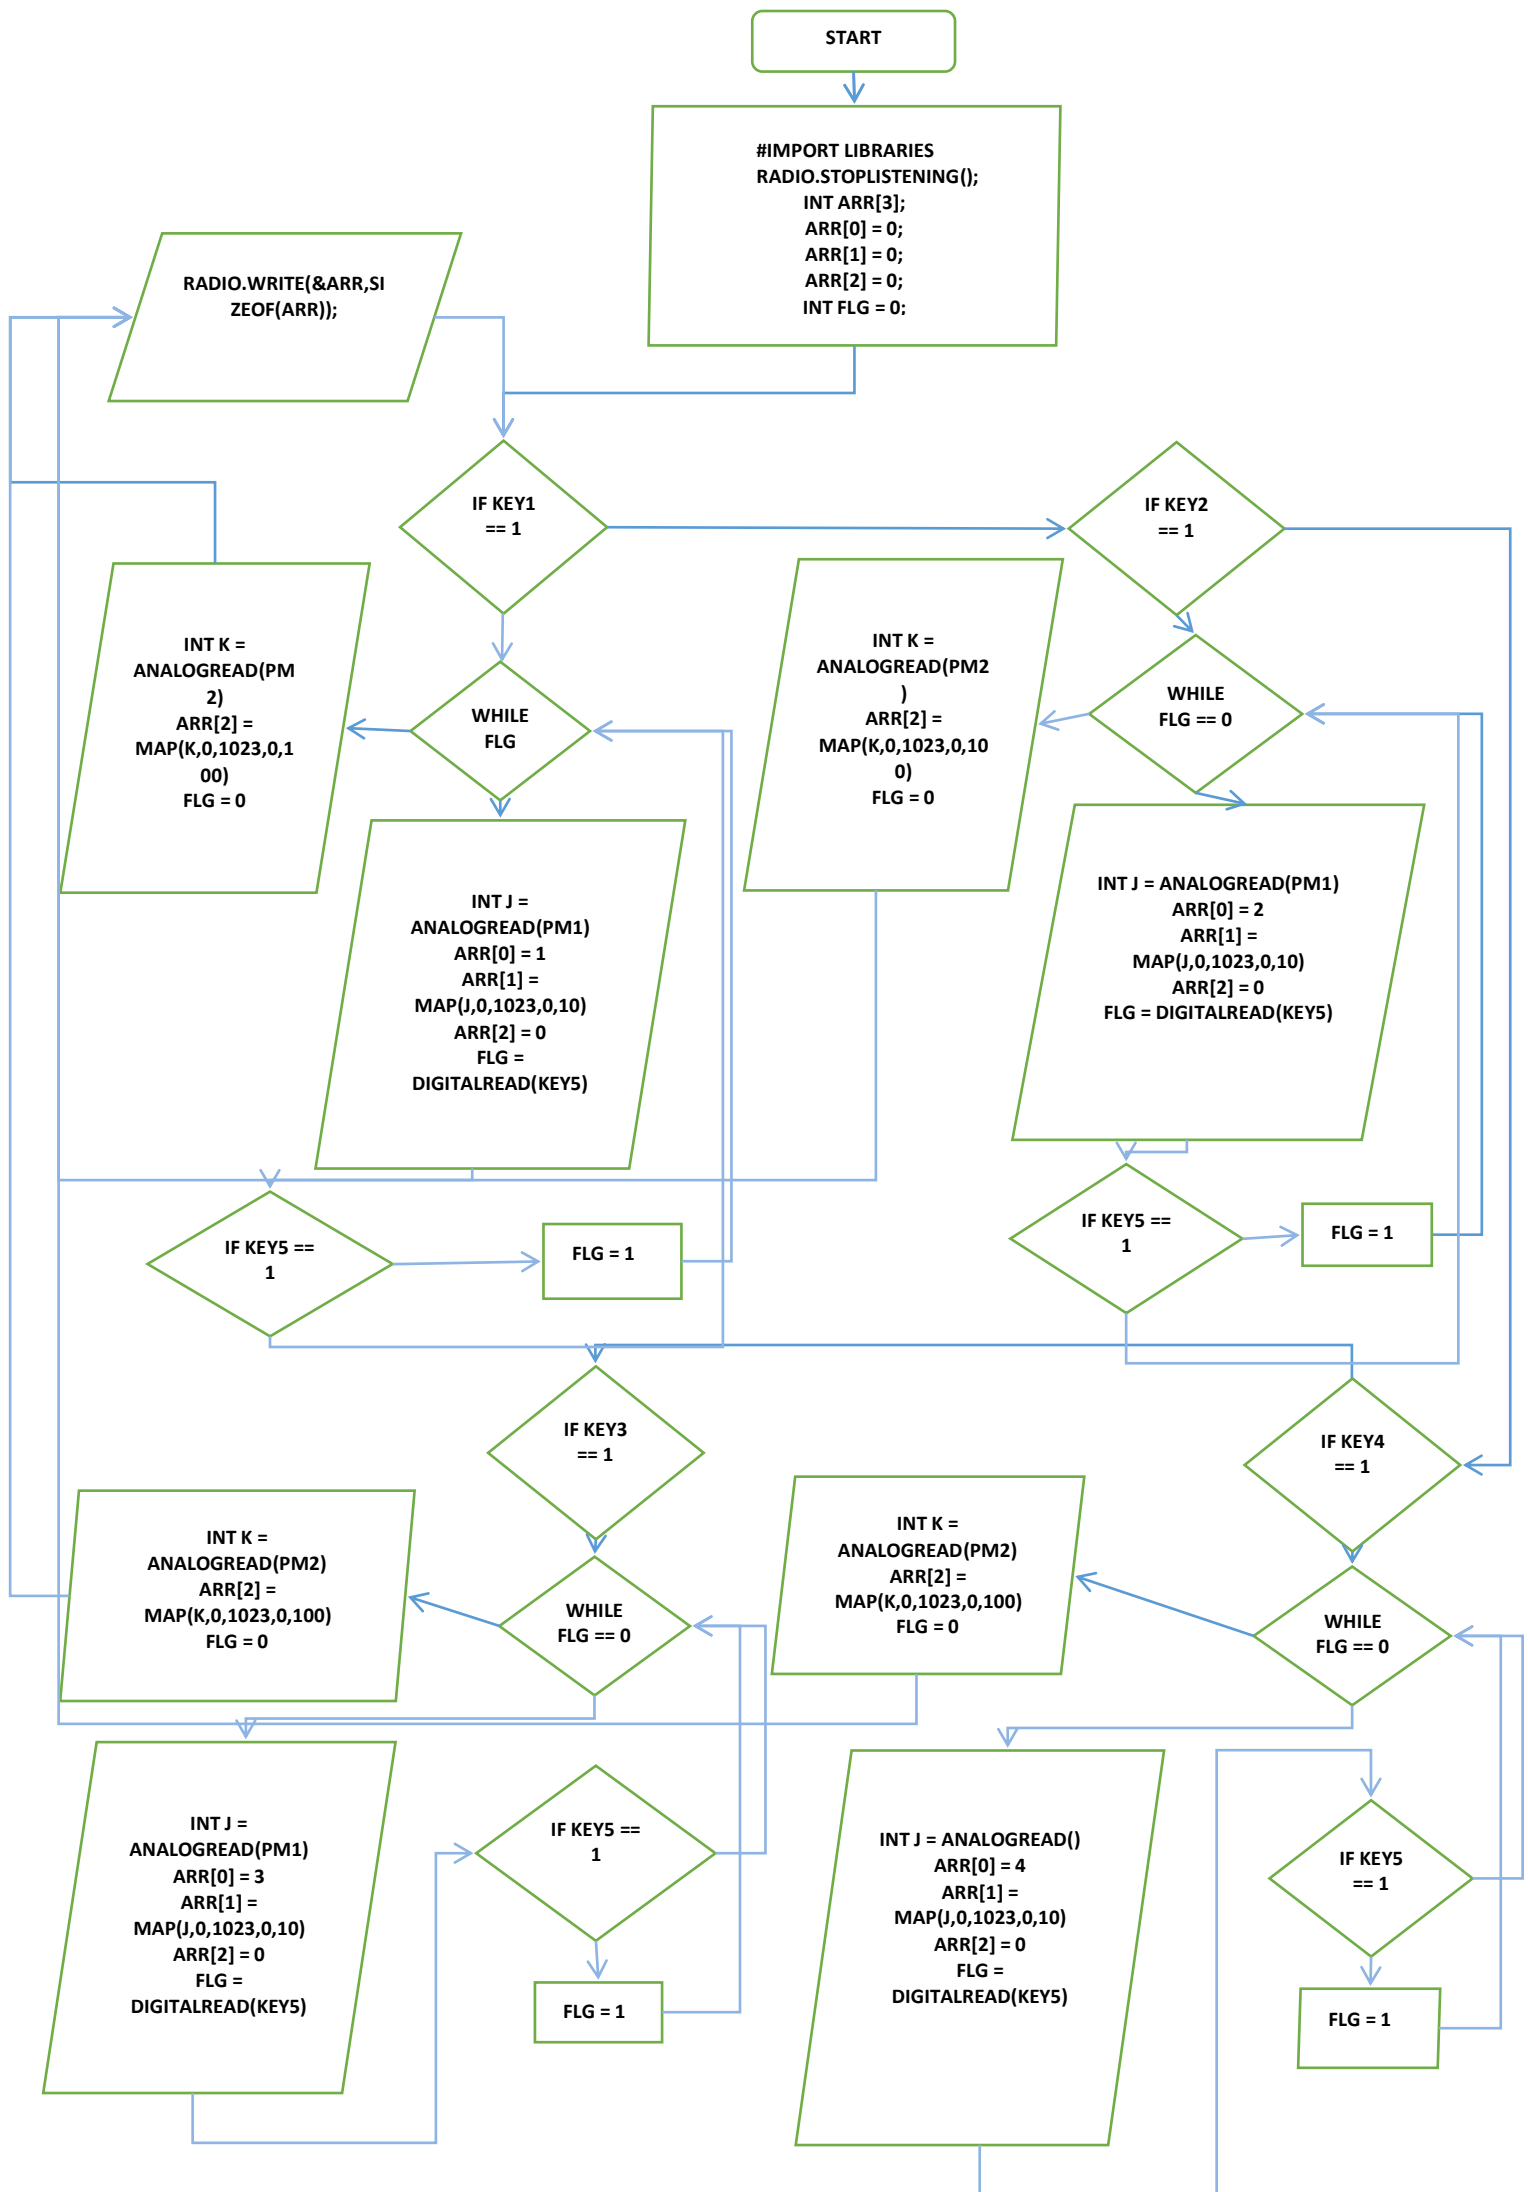 START
#IMPORT LIBRARIES
RADIO.STOPLISTENING();
INT ARR[3];
ARR[0] = 0;
ARR[1] = 0;
ARR[2] = 0;
INT FLG = 0;
RADIO.WRITE(&ARR,SI
ZEOF(ARR));
IF KEY1
== 1
IF KEY2
== 1
INT K =
ANALOGREAD(PM
2)
ARR[2] =
MAP(K,0,1023,0,1
00)
FLG = 0
WHILE
FLG
INT K =
ANALOGREAD(PM2
)
ARR[2] =
MAP(K,0,1023,0,10
0)
FLG = 0
WHILE
FLG == 0
INT J =
ANALOGREAD(PM1)
ARR[0] = 1
ARR[1] =
MAP(J,0,1023,0,10)
ARR[2] = 0
FLG =
DIGITALREAD(KEY5)
INT J = ANALOGREAD(PM1)
ARR[0] = 2
ARR[1] =
MAP(J,0,1023,0,10)
ARR[2] = 0
FLG = DIGITALREAD(KEY5)
IF KEY5 ==
1
FLG = 1
IF KEY5 ==
1
FLG = 1
IF KEY3
== 1
IF KEY4
== 1
INT K =
ANALOGREAD(PM2)
ARR[2] =
MAP(K,0,1023,0,100)
FLG = 0
WHILE
FLG == 0
INT K =
ANALOGREAD(PM2)
ARR[2] =
MAP(K,0,1023,0,100)
FLG = 0
WHILE
FLG == 0
INT J =
ANALOGREAD(PM1)
ARR[0] = 3
ARR[1] =
MAP(J,0,1023,0,10)
ARR[2] = 0
FLG =
DIGITALREAD(KEY5)
IF KEY5 ==
1
FLG = 1
INT J = ANALOGREAD()
ARR[0] = 4
ARR[1] =
MAP(J,0,1023,0,10)
ARR[2] = 0
FLG =
DIGITALREAD(KEY5)
IF KEY5
== 1
FLG = 1